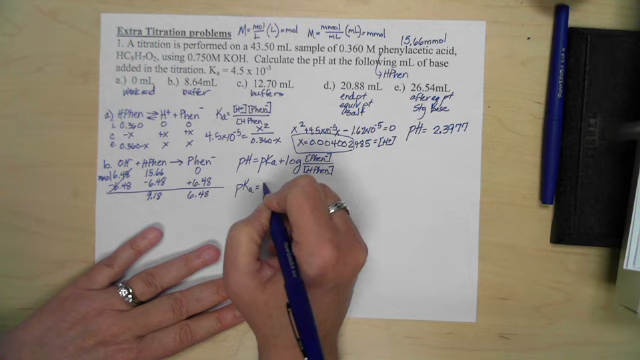 Extra Titration problems M = mol/L (L) = mol M = mmol/mL (mL) = mmol
15.66 mmol
1. A titration is performed on a 43.50 mL sample of 0.360 M phenylacetic acid,
HC₈H₇O₂, using 0.750M KOH. Calculate the pH at the following mL of base
added in the titration. Kₐ = 4.5 x 10⁻⁵
HPhen
a.) 0 mL b.) 8.64mL c.) 12.70 mL d.) 20.88 mL e.) 26.54mL
weak acid buffer buffers end pt after eq pt
equiv pt stg base
a) HPhen ⇌ H⁺ + Phen⁻ Ka = [H⁺][Phen⁻]/[HPhen]
I. 0.360 0 0
C. -x +x +x 4.5x10⁻⁵ = x²/0.360-x x² + 4.5x10⁻⁵x - 1.62x10⁻⁵ = 0 pH = 2.3977
E. 0.360-x x x x = 0.004002485 = [H⁺]
b. OH⁻ + HPhen → Phen⁻ pH = pKa + log [Phen⁻]/[HPhen]
mmol 6.48 15.66 0
-6.48 -6.48 +6.48 pKa =
9.18 6.48